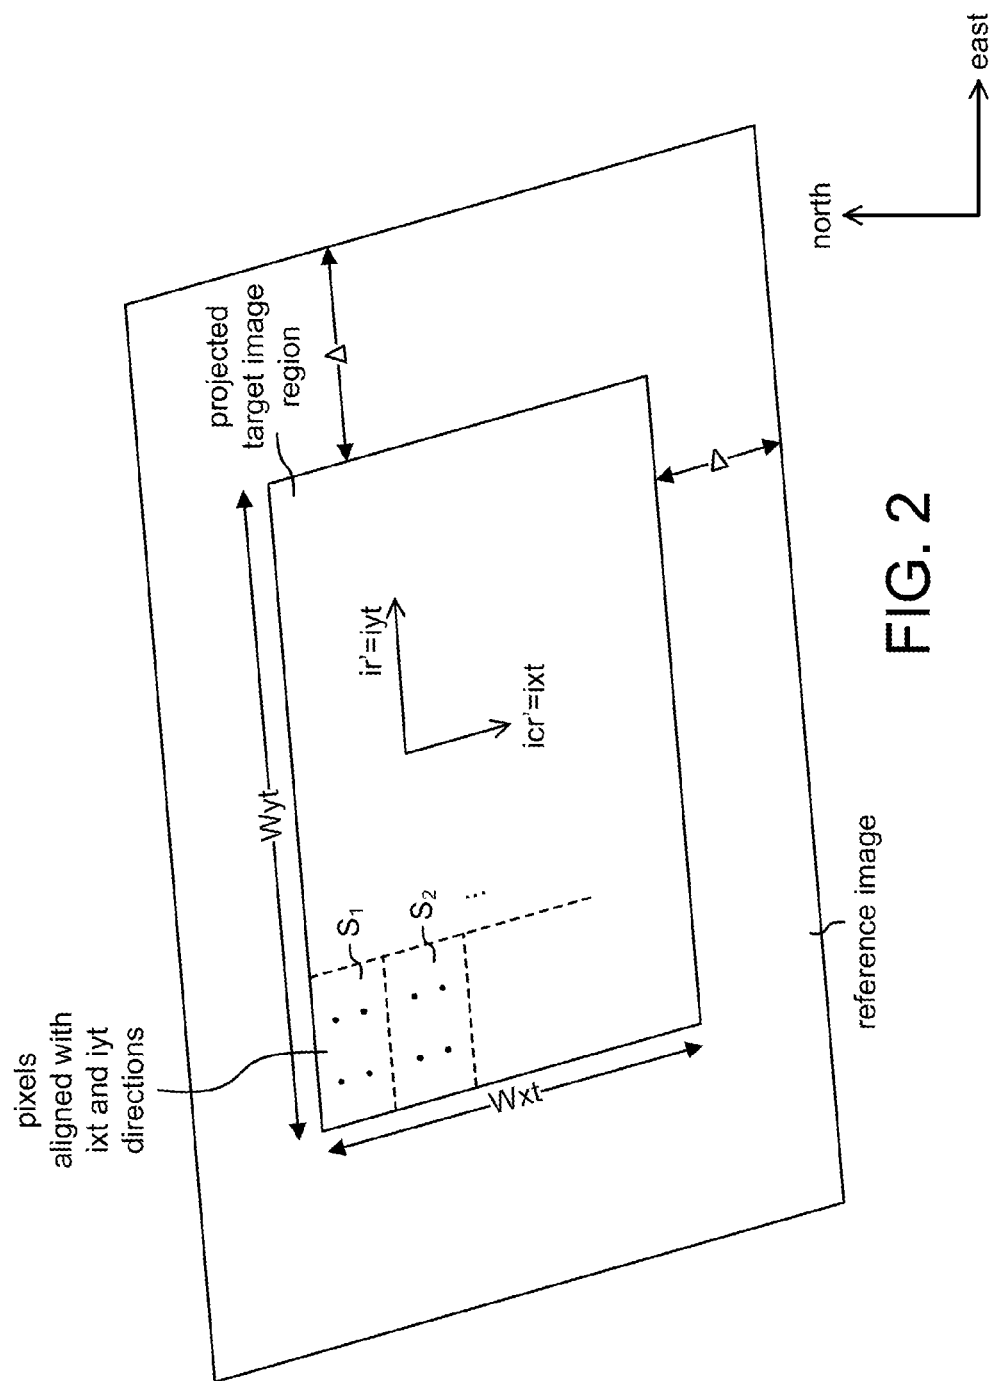 pixels
aligned with
ixt and iyt
directions
projected
target image
region
Δ
Wyt
S₁
S₂
...
ir'=iyt
icr'=ixt
Wxt
Δ
reference image
north
east
FIG. 2